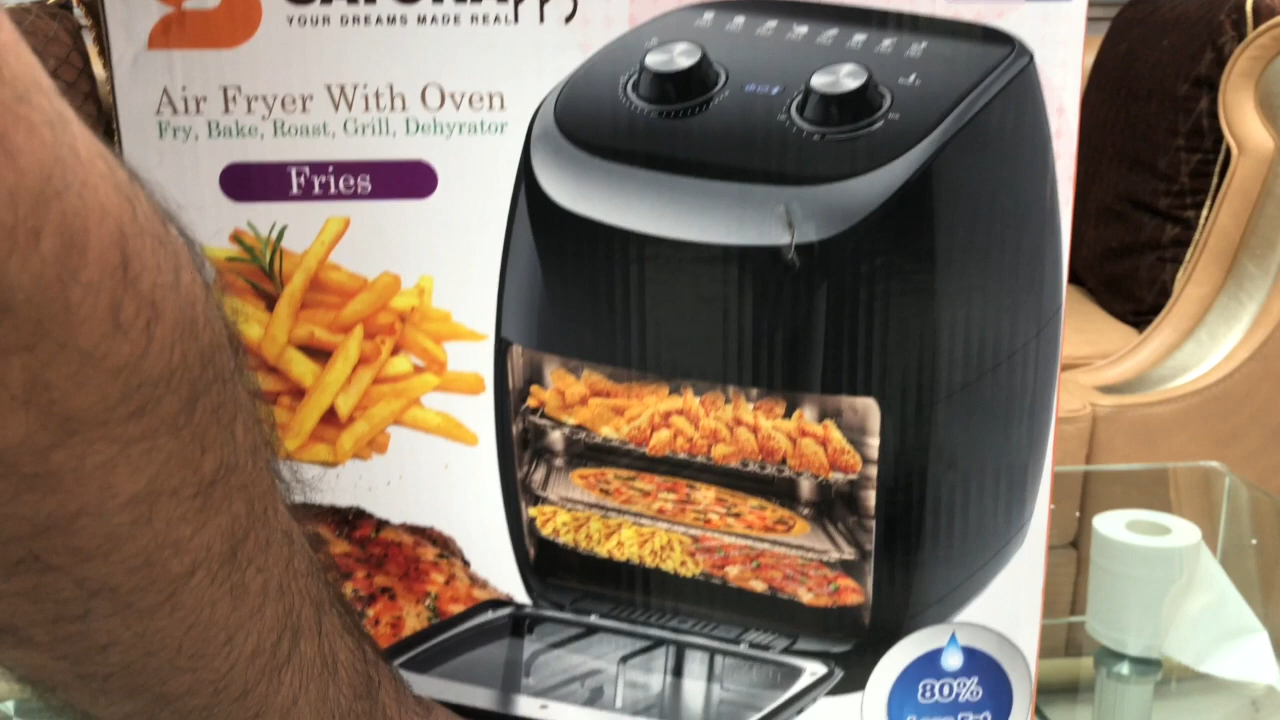 YOUR DREAMS MADE REAL
Air Fryer With Oven
Fry, Bake, Roast, Grill, Dehyrator
Fries
80%